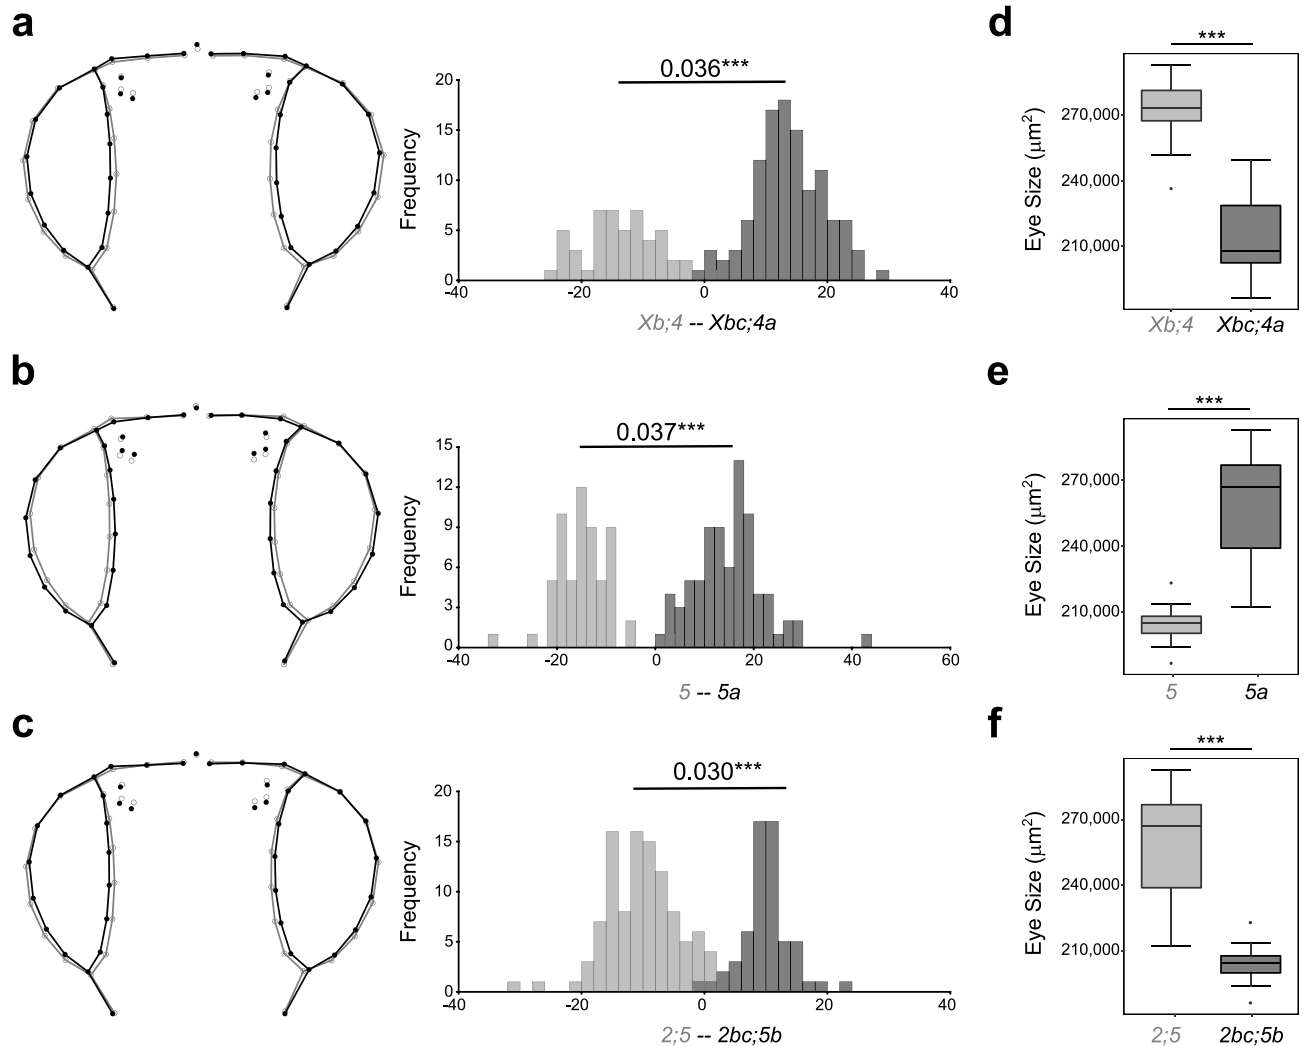 a
0.036***
Frequency
20
15
10
5
0
-40
-20
0
20
40
Xb;4 -- Xbc;4a
d
***
Eye Size (μm²)
270,000
240,000
210,000
Xb;4
Xbc;4a
b
0.037***
Frequency
15
12
9
6
3
0
-40
-20
0
20
40
60
5 -- 5a
e
***
Eye Size (μm²)
270,000
240,000
210,000
5
5a
c
0.030***
Frequency
20
15
10
5
0
-40
-20
0
20
40
2;5 -- 2bc;5b
f
***
Eye Size (μm²)
270,000
240,000
210,000
2;5
2bc;5b